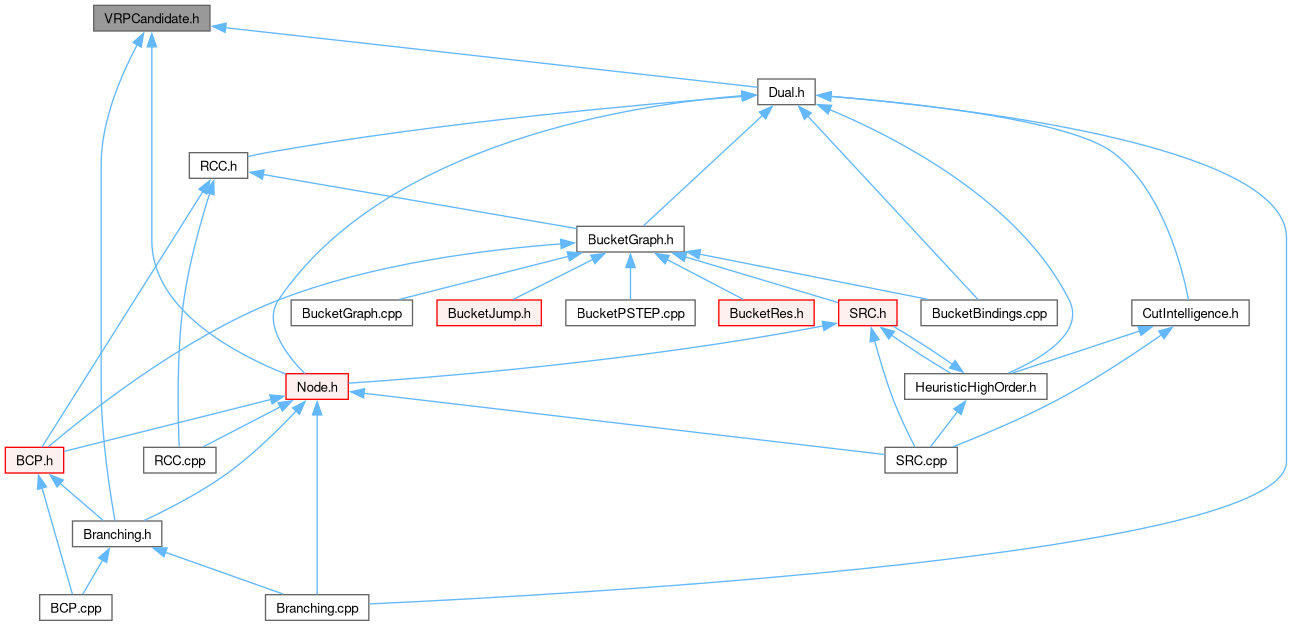 VRPCandidate.h
Dual.h
RCC.h
BucketGraph.h
BucketGraph.cpp
BucketJump.h
BucketPSTEP.cpp
BucketRes.h
SRC.h
BucketBindings.cpp
CutIntelligence.h
Node.h
HeuristicHighOrder.h
BCP.h
RCC.cpp
SRC.cpp
Branching.h
BCP.cpp
Branching.cpp